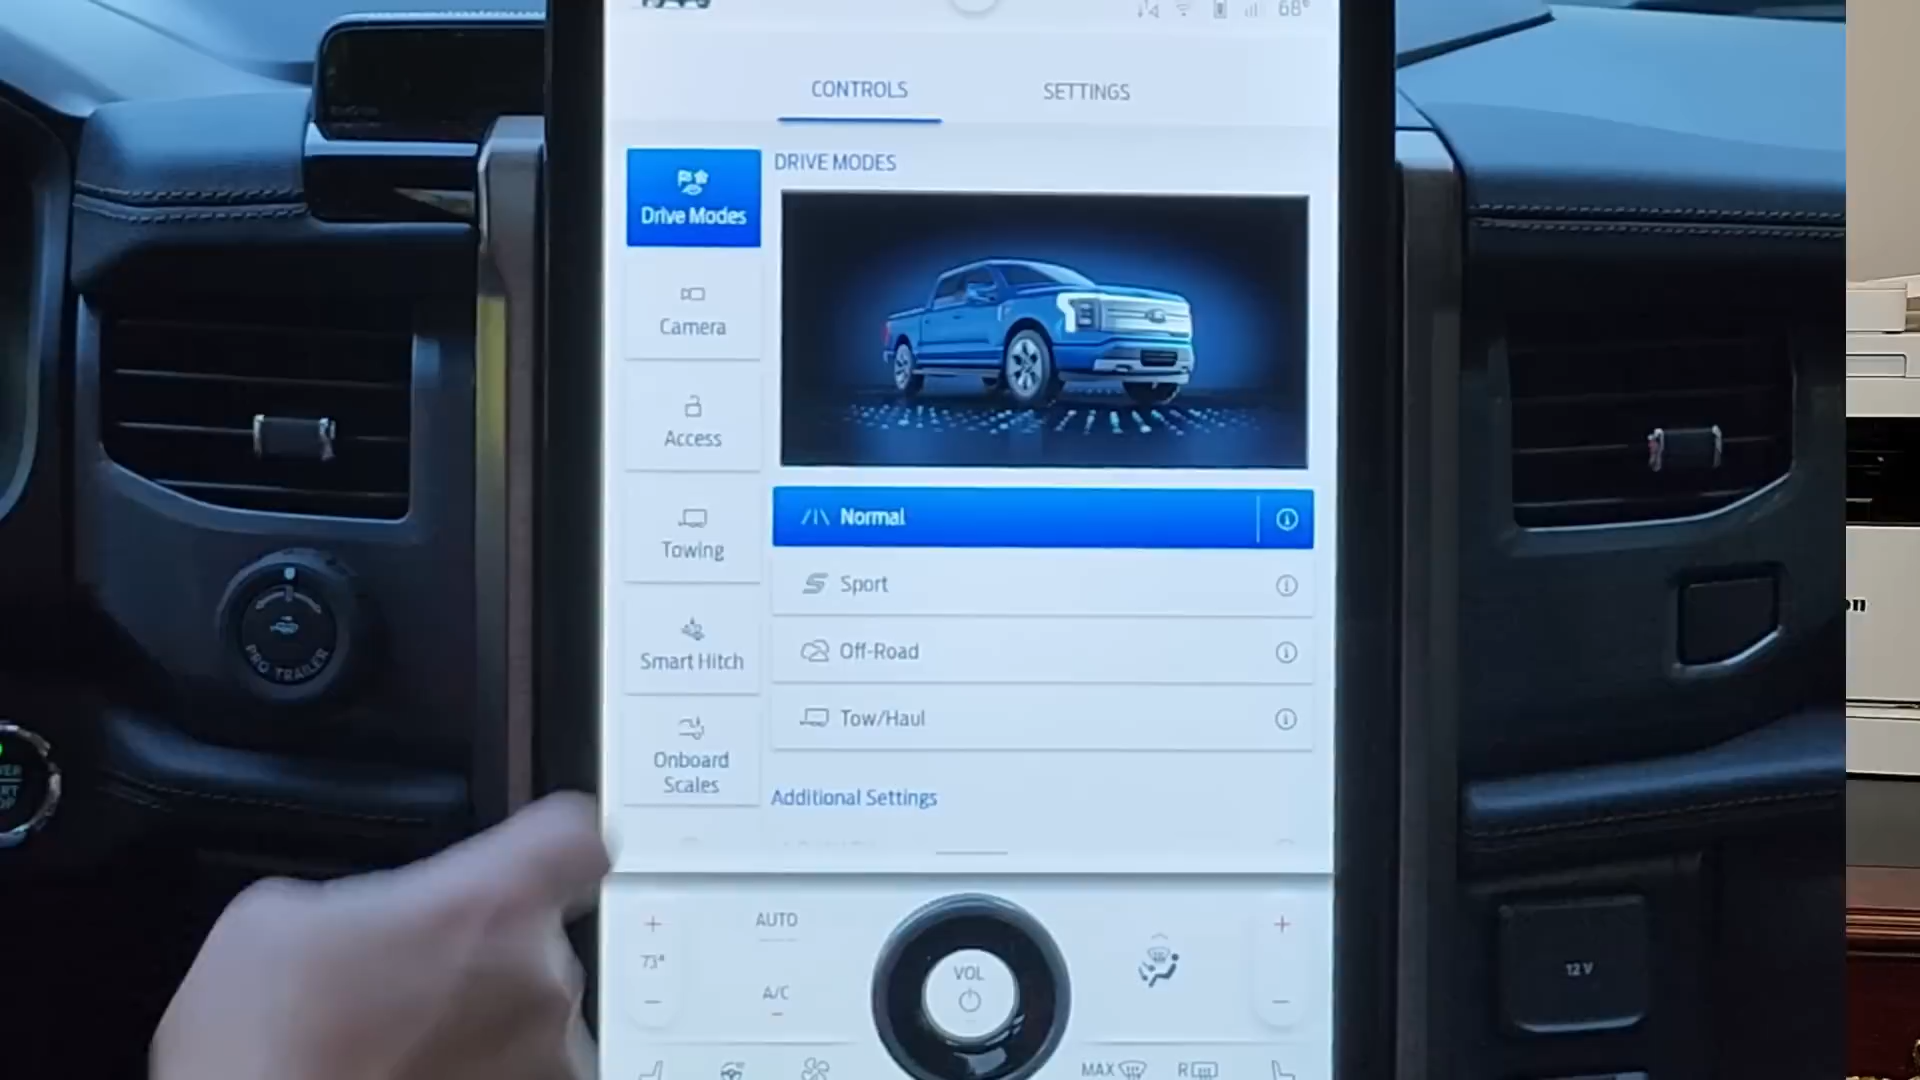 68°
CONTROLS
SETTINGS
DRIVE MODES
Drive Modes
Camera
Access
Towing
Smart Hitch
Onboard
Scales
Normal
Sport
Off-Road
Tow/Haul
Additional Settings
PRO TRAILER
AUTO
73°
A/C
VOL
12V
MAX
R
on